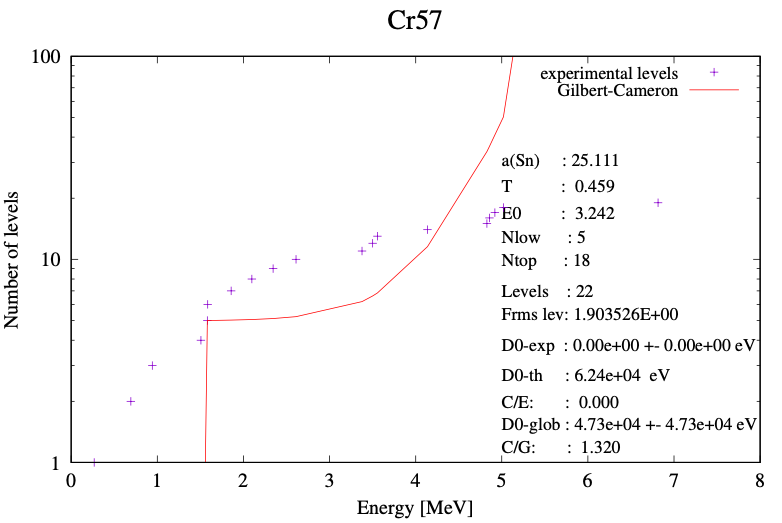 Cr57
100
10
1
Number of levels
experimental levels
Gilbert-Cameron
a(Sn) : 25.111
T : 0.459
E0 : 3.242
Nlow : 5
Ntop : 18
Levels : 22
Frms lev: 1.903526E+00
D0-exp : 0.00e+00 +- 0.00e+00 eV
D0-th : 6.24e+04 eV
C/E: : 0.000
D0-glob : 4.73e+04 +- 4.73e+04 eV
C/G: : 1.320
0 1 2 3 4 5 6 7 8
Energy [MeV]